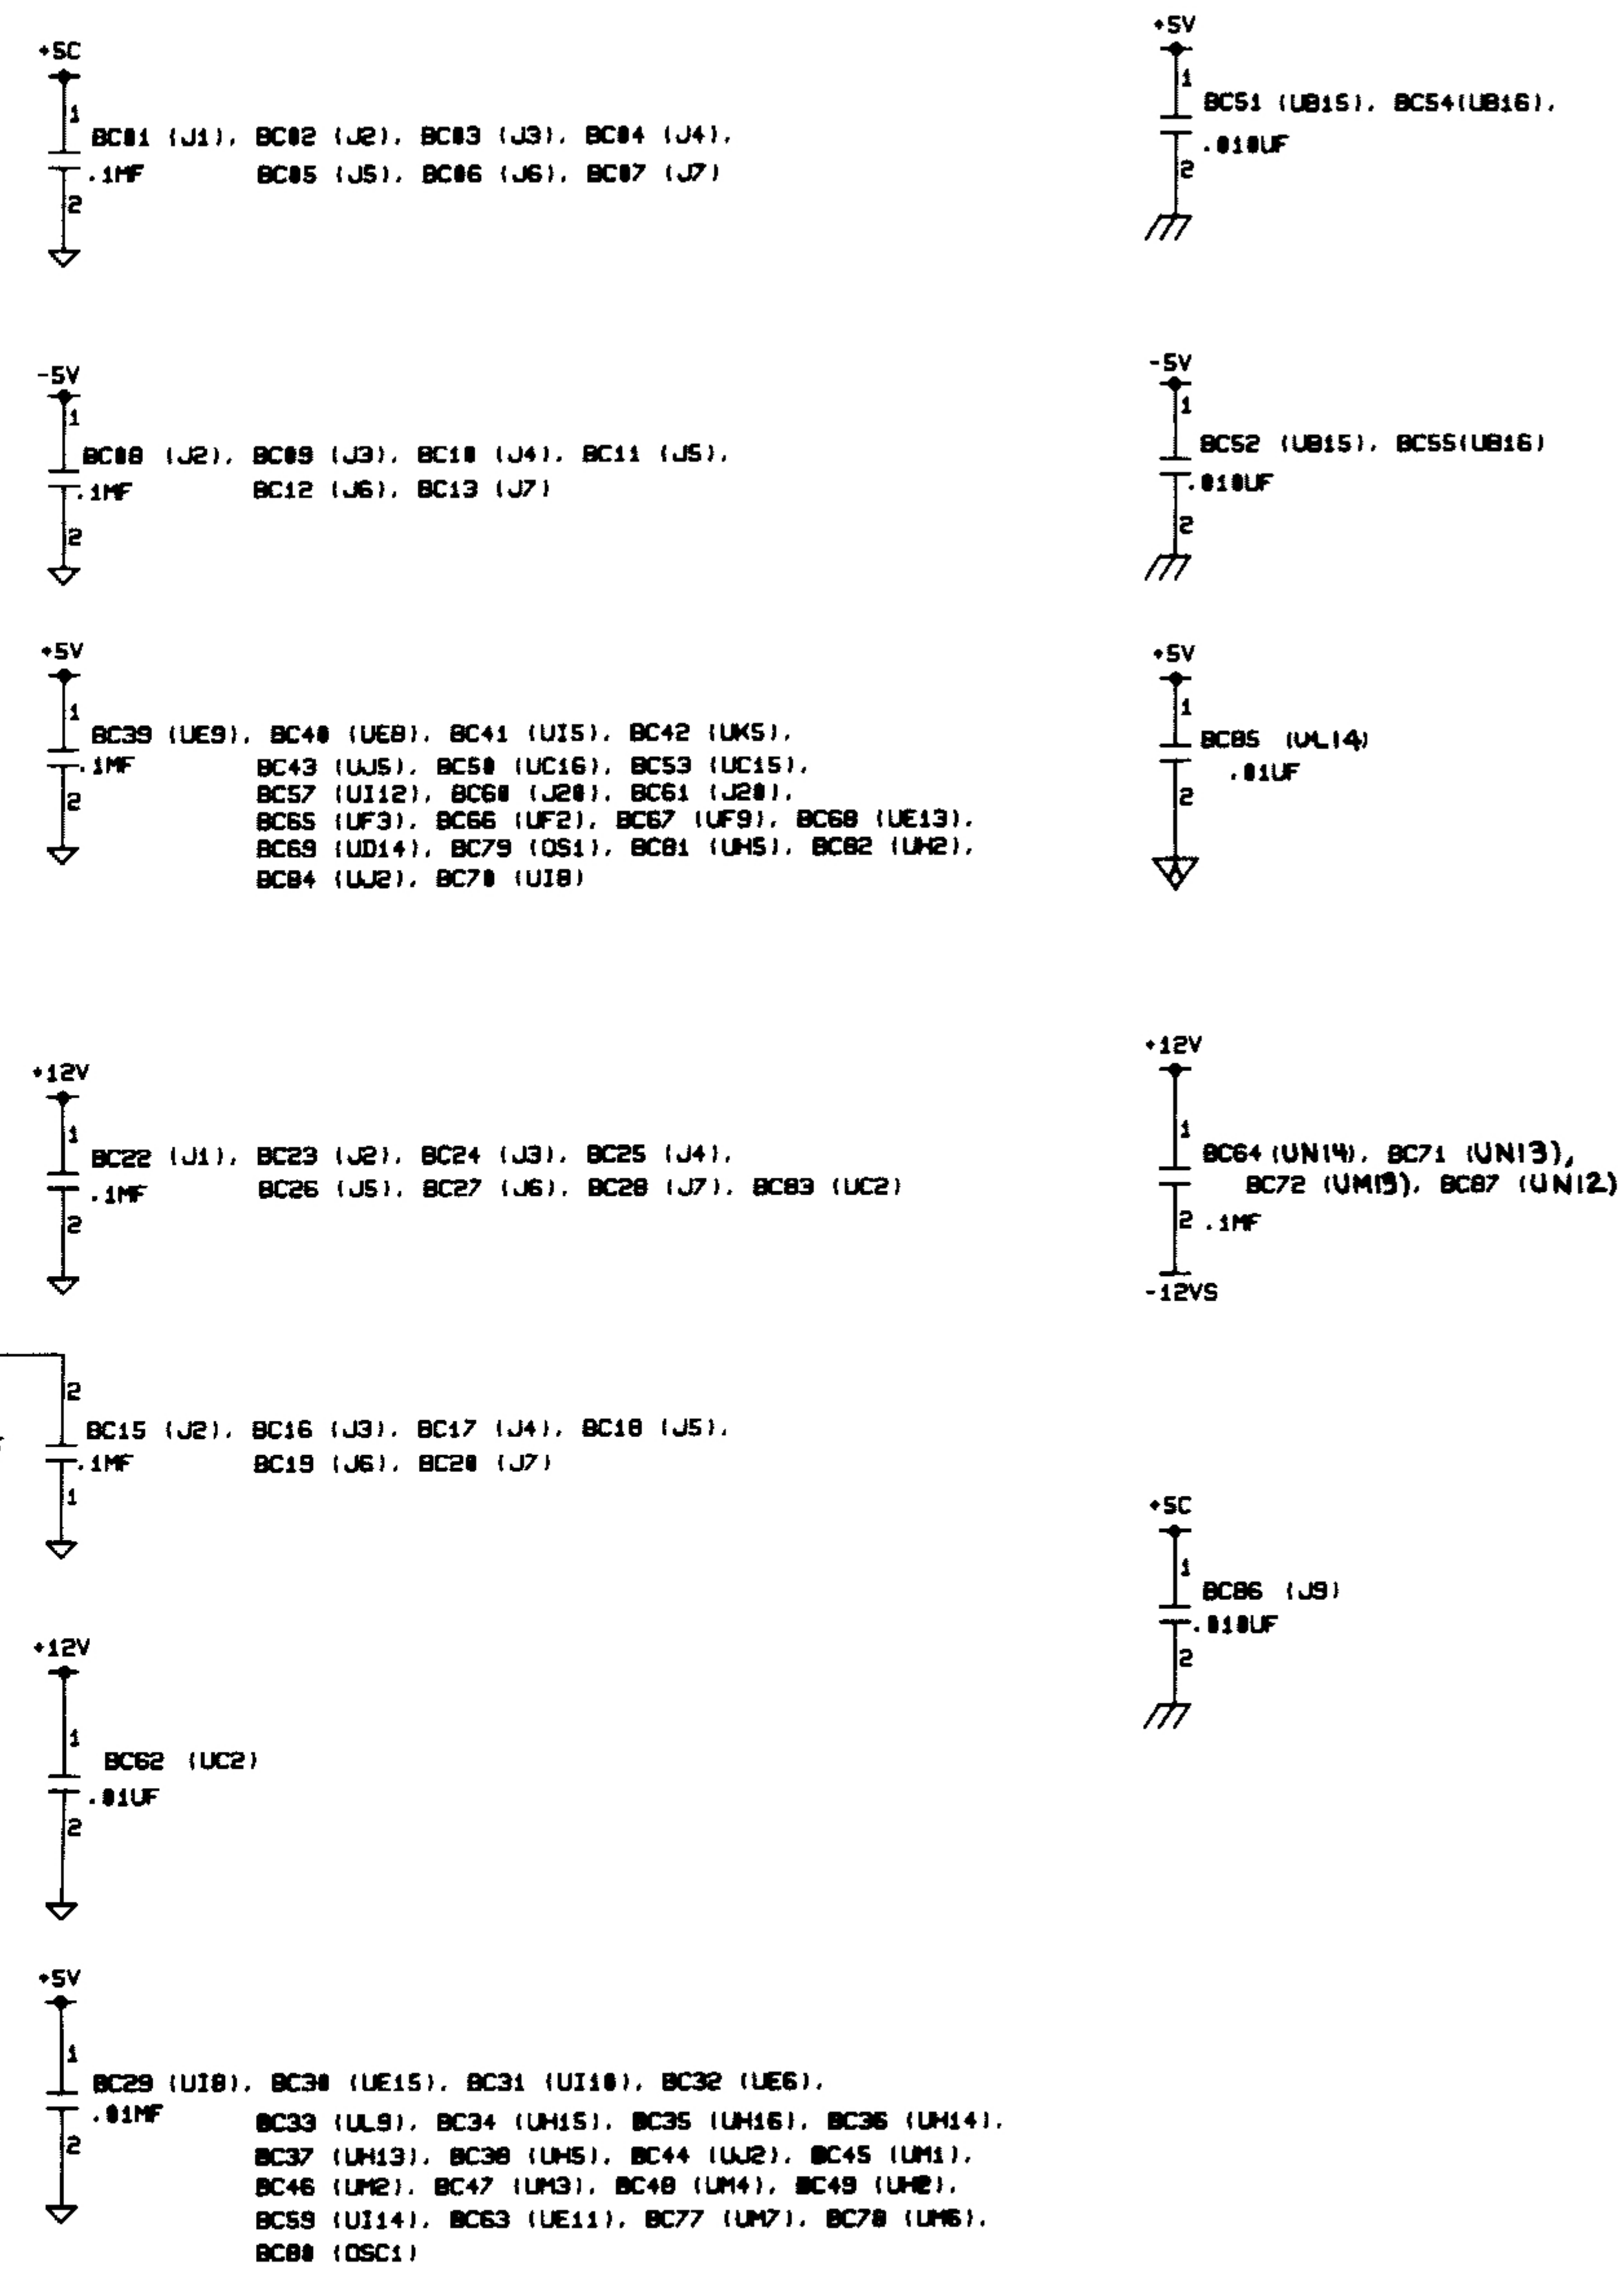 +5C
1
BC01 (J1), BC02 (J2), BC03 (J3), BC04 (J4),
.1MF BC05 (J5), BC06 (J6), BC07 (J7)
2
-5V
1
BC08 (J2), BC09 (J3), BC10 (J4), BC11 (J5),
.1MF BC12 (J6), BC13 (J7)
2
+5V
1
BC39 (UE9), BC40 (UE8), BC41 (UI5), BC42 (UK5),
.1MF BC43 (UJ5), BC50 (UC16), BC53 (UC15),
2 BC57 (UI12), BC60 (J20), BC61 (J20),
BC65 (UF3), BC66 (UF2), BC67 (UF9), BC68 (UE13),
BC69 (UD14), BC79 (OS1), BC81 (UH5), BC82 (UH2),
BC84 (UJ2), BC70 (UI8)
+12V
1
BC22 (J1), BC23 (J2), BC24 (J3), BC25 (J4),
.1MF BC26 (J5), BC27 (J6), BC28 (J7), BC83 (UC2)
2
2
BC15 (J2), BC16 (J3), BC17 (J4), BC18 (J5),
.1MF BC19 (J6), BC20 (J7)
1
+12V
1
BC62 (UC2)
.01UF
2
+5V
1
BC29 (UI8), BC30 (UE15), BC31 (UI10), BC32 (UE6),
.01MF BC33 (UL9), BC34 (UH15), BC35 (UH16), BC36 (UH14),
2 BC37 (UH13), BC38 (UH5), BC44 (UJ2), BC45 (UM1),
BC46 (UM2), BC47 (UM3), BC48 (UM4), BC49 (UH2),
BC59 (UI14), BC63 (UE11), BC77 (UM7), BC78 (UM6),
BC80 (OSC1)
+5V
1
BC51 (UB15), BC54(UB16),
.010UF
2
-5V
1
BC52 (UB15), BC55(UB16)
.010UF
2
+5V
1
BC85 (UL14)
.01UF
2
+12V
1
BC64 (UN14), BC71 (UN13),
BC72 (UM13), BC87 (UN12)
2 .1MF
-12VS
+5C
1
BC86 (J9)
.010UF
2